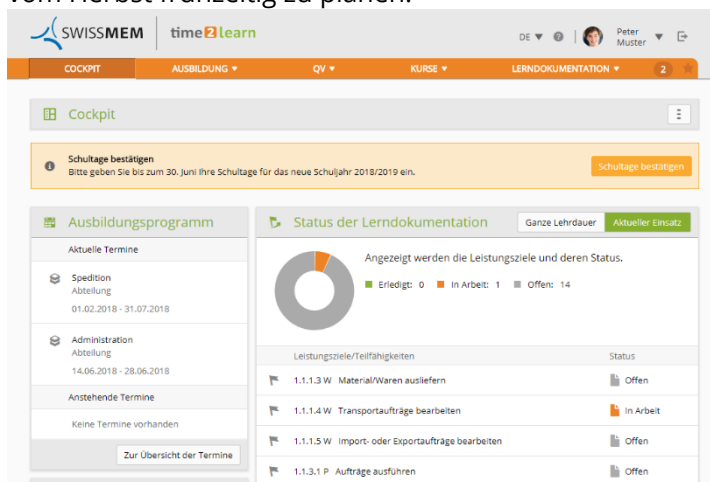 vom Herbst frühzeitig zu planen.
SWISSMEM time2learn
DE ▼ Peter Muster ▼
COCKPIT AUSBILDUNG ▼ QV ▼ KURSE ▼ LERNDOKUMENTATION ▼ 2
Cockpit
Schultage bestätigen
Bitte geben Sie bis zum 30. Juni Ihre Schultage für das neue Schuljahr 2018/2019 ein.
Schultage bestätigen
Ausbildungsprogramm
Aktuelle Termine
Spedition
Abteilung
01.02.2018 - 31.07.2018
Administration
Abteilung
14.06.2018 - 28.06.2018
Anstehende Termine
Keine Termine vorhanden
Zur Übersicht der Termine
Status der Lerndokumentation
Ganze Lehrdauer Aktueller Einsatz
Angezeigt werden die Leistungsziele und deren Status.
Erledigt: 0 In Arbeit: 1 Offen: 14
Leistungsziele/Teilfähigkeiten Status
1.1.1.3 W Material/Waren ausliefern Offen
1.1.1.4 W Transportaufträge bearbeiten In Arbeit
1.1.1.5 W Import- oder Exportaufträge bearbeiten Offen
1.1.3.1 P Aufträge ausführen Offen